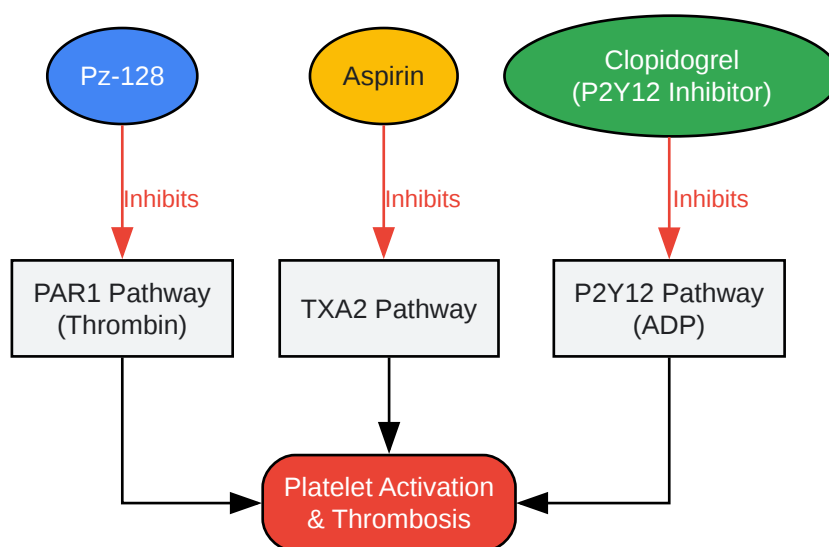 Pz-128
Aspirin
Clopidogrel
(P2Y12 Inhibitor)
Inhibits
Inhibits
Inhibits
PAR1 Pathway
(Thrombin)
TXA2 Pathway
P2Y12 Pathway
(ADP)
Platelet Activation
& Thrombosis